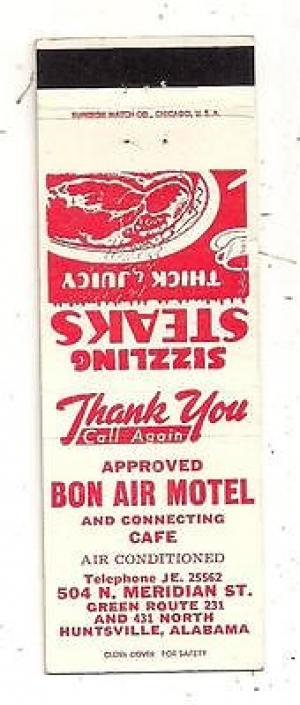 SUPERIOR MATCH CO., CHICAGO, U.S.A.
SIZZLING
STEAKS
THICK & JUICY
Thank You
Call Again
APPROVED
BON AIR MOTEL
AND CONNECTING
CAFE
AIR CONDITIONED
Telephone JE. 25562
504 N. MERIDIAN ST.
GREEN ROUTE 231
AND 431 NORTH
HUNTSVILLE, ALABAMA
CLOSE COVER FOR SAFETY